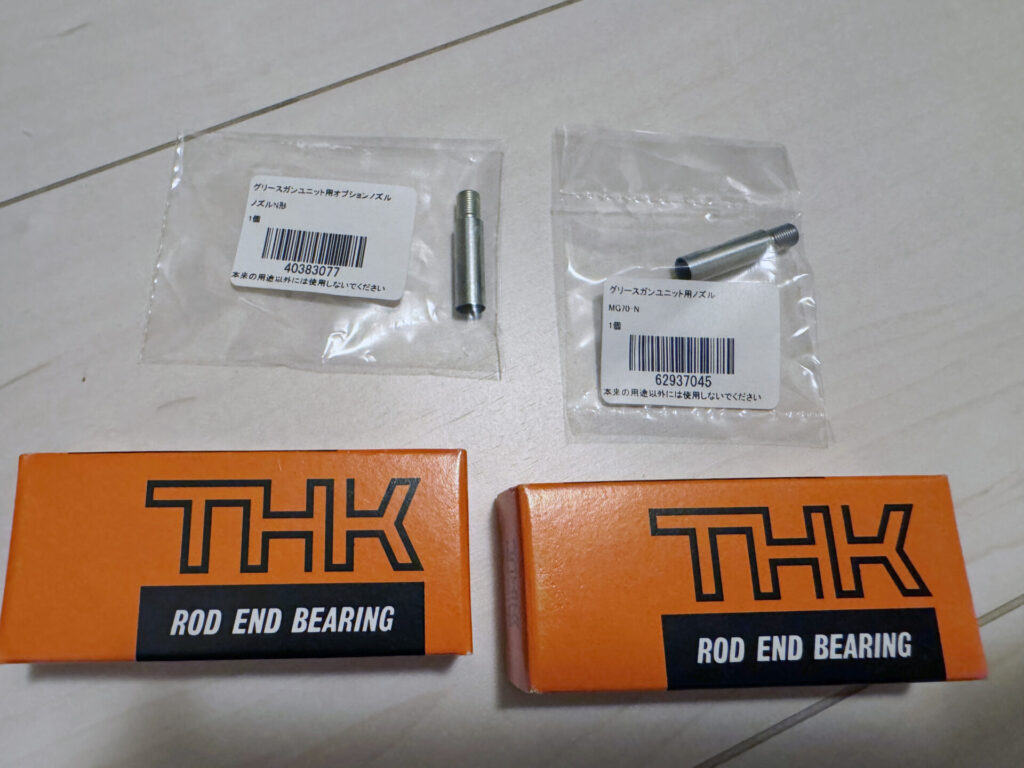 グリースガンユニット用オプションノズル
ノズルN形
1個
40383077
本来の用途以外には使用しないでください
グリースガンユニット用ノズル
MG70-N
1個
62937045
本来の用途以外には使用しないでください
THK
ROD END BEARING
THK
ROD END BEARING